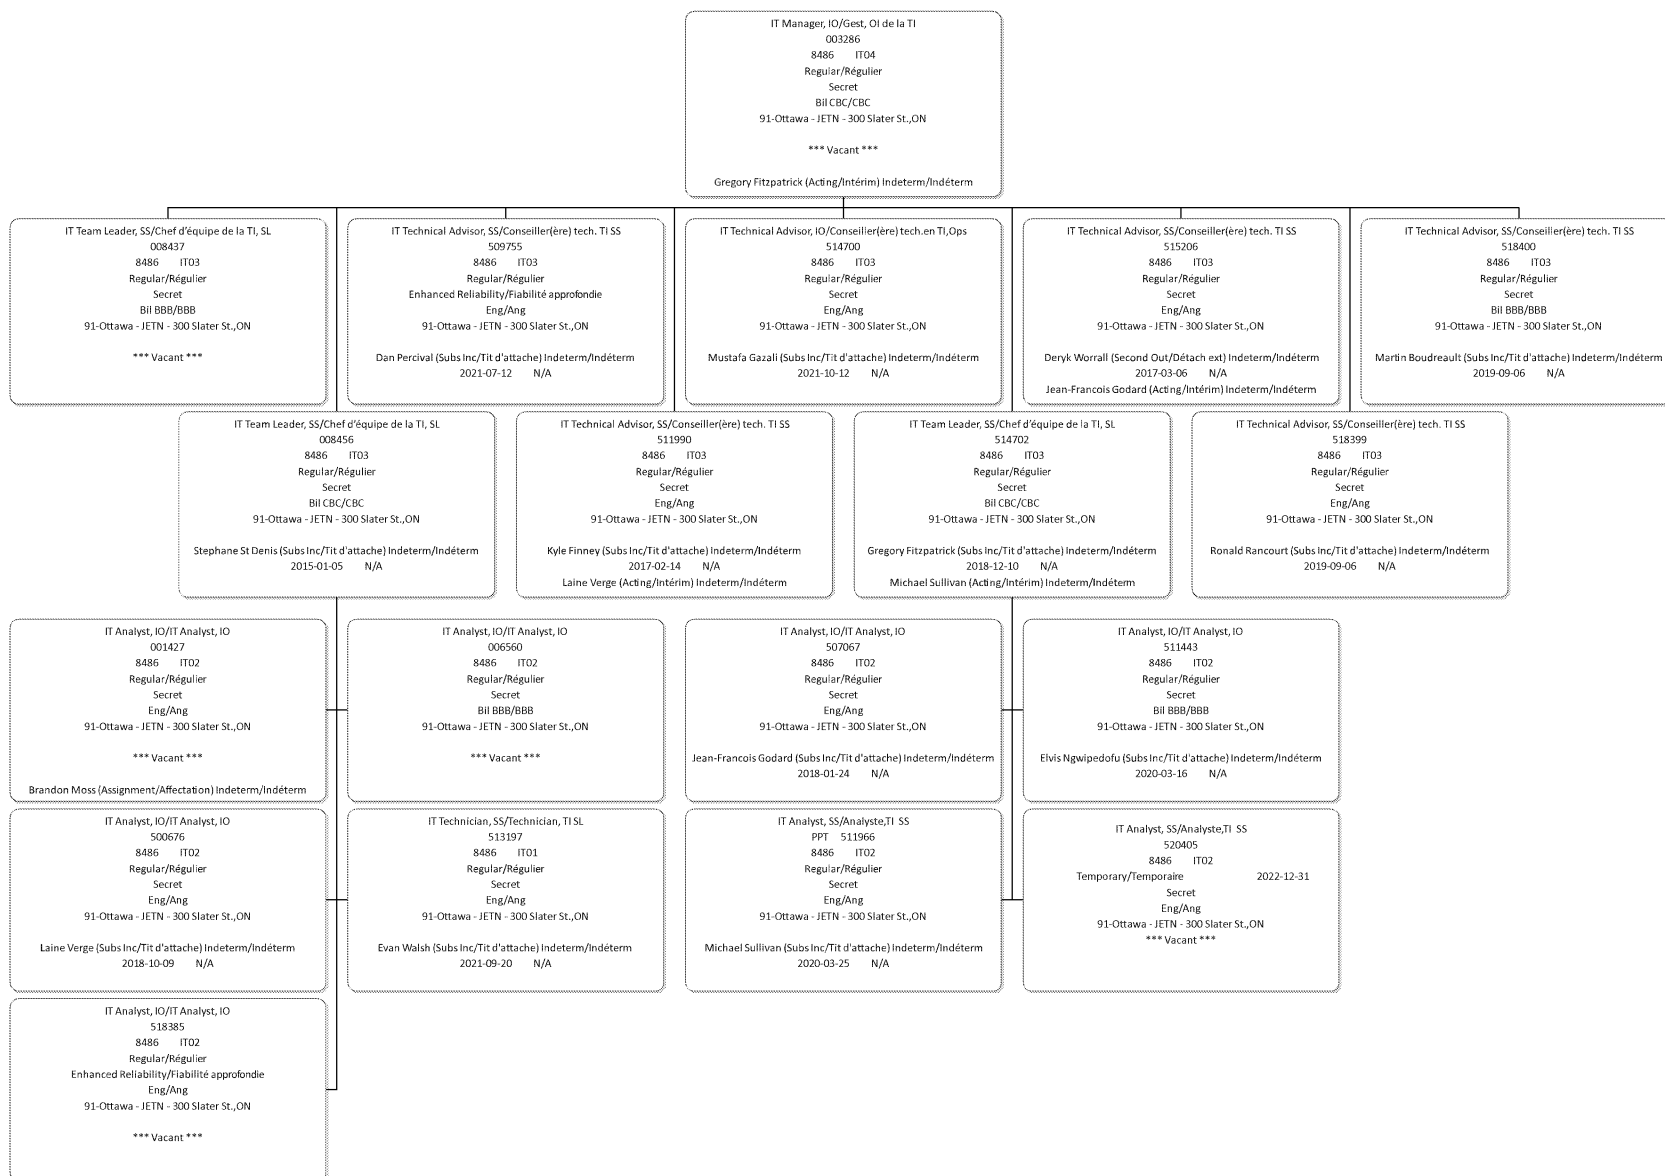 IT Manager, IO/Gest, OI de la TI
003286
8486 IT04
Regular/Régulier
Secret
Bil CBC/CBC
91-Ottawa - JETN - 300 Slater St.,ON
*** Vacant ***
Gregory Fitzpatrick (Acting/Intérim) Indeterm/Indéterm
IT Team Leader, SS/Chef d'équipe de la TI, SL
008437
8486 IT03
Regular/Régulier
Secret
Bil BBB/BBB
91-Ottawa - JETN - 300 Slater St.,ON
*** Vacant ***
IT Technical Advisor, SS/Conseiller(ère) tech. TI SS
509755
8486 IT03
Regular/Régulier
Enhanced Reliability/Fiabilité approfondie
Eng/Ang
91-Ottawa - JETN - 300 Slater St.,ON
Dan Percival (Subs Inc/Tit d'attache) Indeterm/Indéterm
2021-07-12 N/A
IT Technical Advisor, IO/Conseiller(ère) tech.en TI,Ops
514700
8486 IT03
Regular/Régulier
Secret
Eng/Ang
91-Ottawa - JETN - 300 Slater St.,ON
Mustafa Gazali (Subs Inc/Tit d'attache) Indeterm/Indéterm
2021-10-12 N/A
IT Technical Advisor, SS/Conseiller(ère) tech. TI SS
515206
8486 IT03
Regular/Régulier
Secret
Eng/Ang
91-Ottawa - JETN - 300 Slater St.,ON
Deryk Worrall (Second Out/Détach ext) Indeterm/Indéterm
2017-03-06 N/A
Jean-Francois Godard (Acting/Intérim) Indeterm/Indéterm
IT Technical Advisor, SS/Conseiller(ère) tech. TI SS
518400
8486 IT03
Regular/Régulier
Secret
Bil BBB/BBB
91-Ottawa - JETN - 300 Slater St.,ON
Martin Boudreault (Subs Inc/Tit d'attache) Indeterm/Indéterm
2019-09-06 N/A
IT Team Leader, SS/Chef d'équipe de la TI, SL
008456
8486 IT03
Regular/Régulier
Secret
Bil CBC/CBC
91-Ottawa - JETN - 300 Slater St.,ON
Stephane St Denis (Subs Inc/Tit d'attache) Indeterm/Indéterm
2015-01-05 N/A
IT Technical Advisor, SS/Conseiller(ère) tech. TI SS
511990
8486 IT03
Regular/Régulier
Secret
Eng/Ang
91-Ottawa - JETN - 300 Slater St.,ON
Kyle Finney (Subs Inc/Tit d'attache) Indeterm/Indéterm
2017-02-14 N/A
Laine Verge (Acting/Intérim) Indeterm/Indéterm
IT Team Leader, SS/Chef d'équipe de la TI, SL
514702
8486 IT03
Regular/Régulier
Secret
Bil CBC/CBC
91-Ottawa - JETN - 300 Slater St.,ON
Gregory Fitzpatrick (Subs Inc/Tit d'attache) Indeterm/Indéterm
2018-12-10 N/A
Michael Sullivan (Acting/Intérim) Indeterm/Indéterm
IT Technical Advisor, SS/Conseiller(ère) tech. TI SS
518399
8486 IT03
Regular/Régulier
Secret
Eng/Ang
91-Ottawa - JETN - 300 Slater St.,ON
Ronald Rancourt (Subs Inc/Tit d'attache) Indeterm/Indéterm
2019-09-06 N/A
IT Analyst, IO/IT Analyst, IO
001427
8486 IT02
Regular/Régulier
Secret
Eng/Ang
91-Ottawa - JETN - 300 Slater St.,ON
*** Vacant ***
Brandon Moss (Assignment/Affectation) Indeterm/Indéterm
IT Analyst, IO/IT Analyst, IO
006560
8486 IT02
Regular/Régulier
Secret
Bil BBB/BBB
91-Ottawa - JETN - 300 Slater St.,ON
*** Vacant ***
IT Analyst, IO/IT Analyst, IO
507067
8486 IT02
Regular/Régulier
Secret
Eng/Ang
91-Ottawa - JETN - 300 Slater St.,ON
Jean-Francois Godard (Subs Inc/Tit d'attache) Indeterm/Indéterm
2018-01-24 N/A
IT Analyst, IO/IT Analyst, IO
511443
8486 IT02
Regular/Régulier
Secret
Bil BBB/BBB
91-Ottawa - JETN - 300 Slater St.,ON
Elvis Ngwipedofu (Subs Inc/Tit d'attache) Indeterm/Indéterm
2020-03-16 N/A
IT Analyst, IO/IT Analyst, IO
500676
8486 IT02
Regular/Régulier
Secret
Eng/Ang
91-Ottawa - JETN - 300 Slater St.,ON
Laine Verge (Subs Inc/Tit d'attache) Indeterm/Indéterm
2018-10-09 N/A
IT Technician, SS/Technician, TI SL
513197
8486 IT01
Regular/Régulier
Secret
Eng/Ang
91-Ottawa - JETN - 300 Slater St.,ON
Evan Walsh (Subs Inc/Tit d'attache) Indeterm/Indéterm
2021-09-20 N/A
IT Analyst, SS/Analyste,TI SS
PPT 511966
8486 IT02
Regular/Régulier
Secret
Eng/Ang
91-Ottawa - JETN - 300 Slater St.,ON
Michael Sullivan (Subs Inc/Tit d'attache) Indeterm/Indéterm
2020-03-25 N/A
IT Analyst, SS/Analyste,TI SS
520405
8486 IT02
Temporary/Temporaire 2022-12-31
Secret
Eng/Ang
91-Ottawa - JETN - 300 Slater St.,ON
*** Vacant ***
IT Analyst, IO/IT Analyst, IO
518385
8486 IT02
Regular/Régulier
Enhanced Reliability/Fiabilité approfondie
Eng/Ang
91-Ottawa - JETN - 300 Slater St.,ON
*** Vacant ***